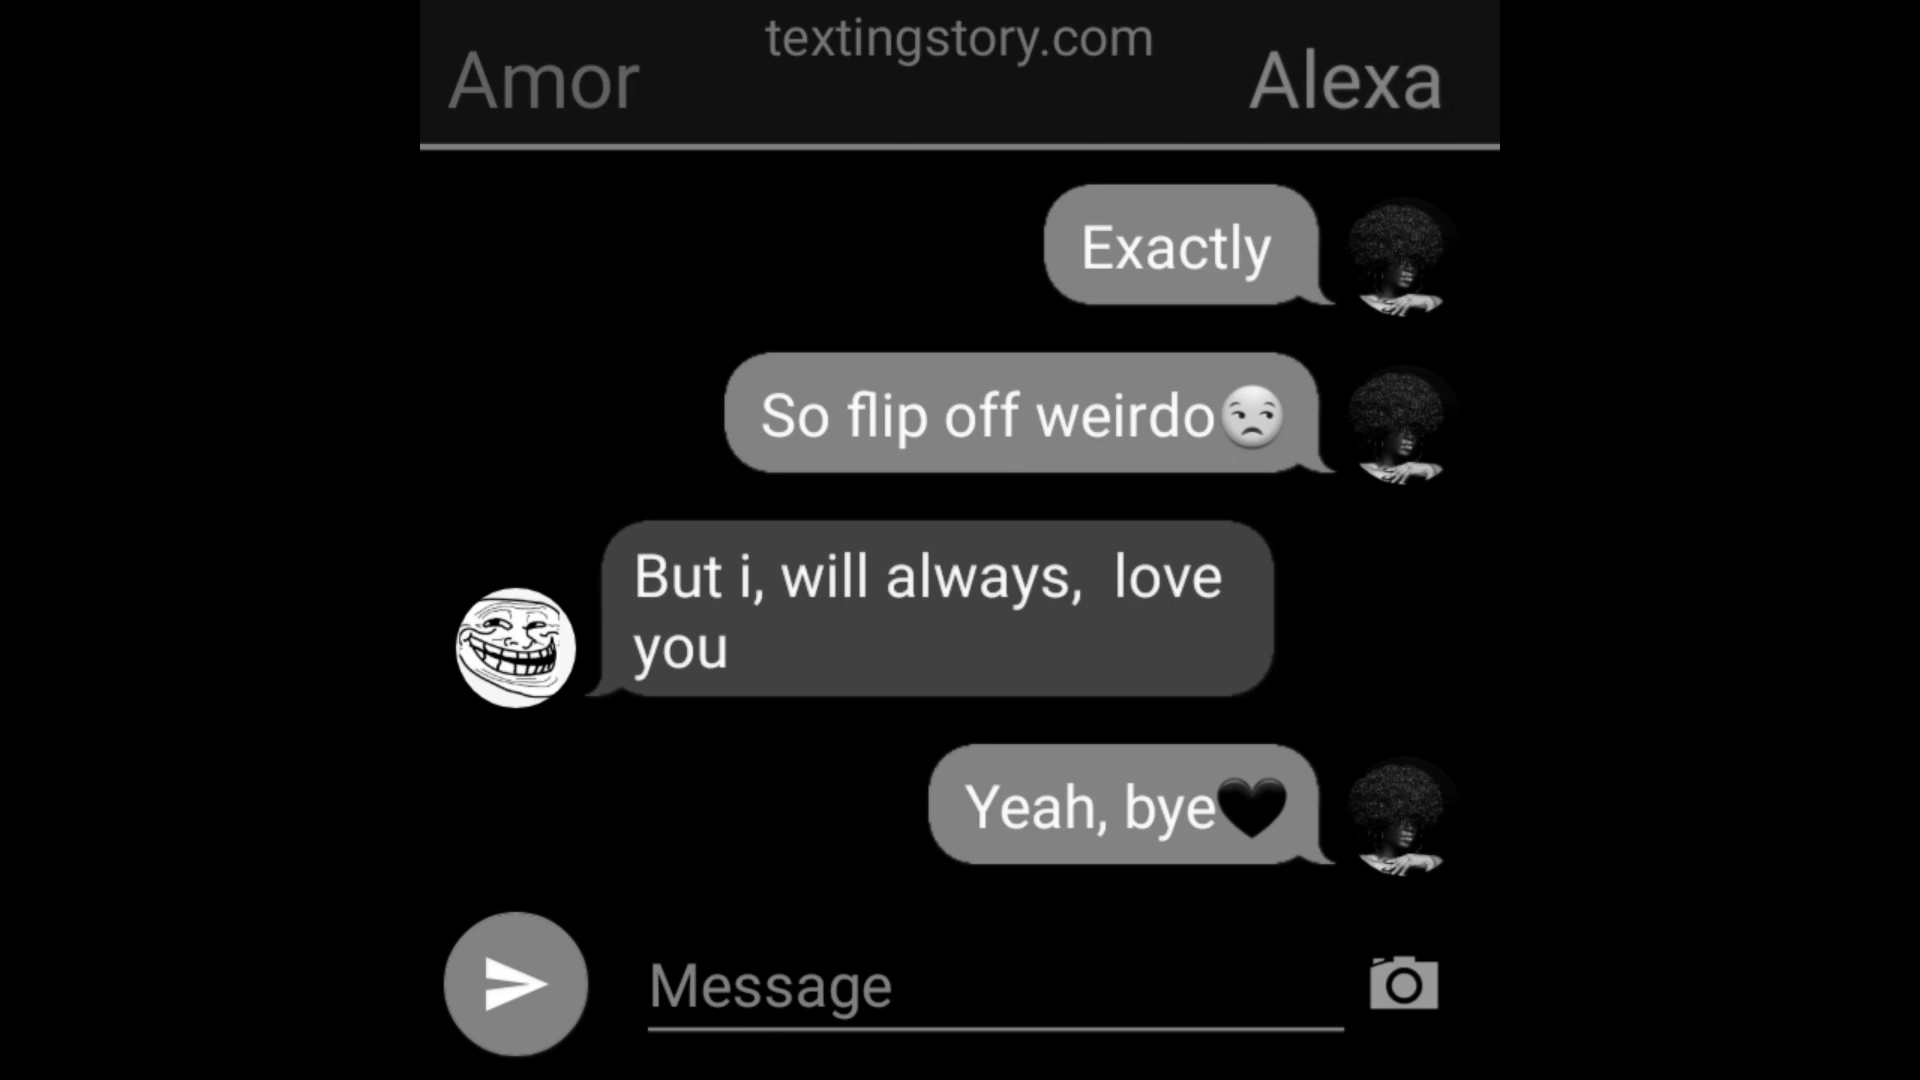 textingstory.com
Amor
Alexa
Exactly
So flip off weirdo😒
But i, will always,  love
you
Yeah, bye🖤
Message